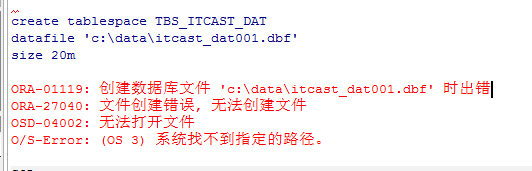 create tablespace TBS_ITCAST_DAT
datafile 'c:\data\itcast_dat001.dbf'
size 20m
ORA-01119: 创建数据库文件 'c:\data\itcast_dat001.dbf' 时出错
ORA-27040: 文件创建错误, 无法创建文件
OSD-04002: 无法打开文件
O/S-Error: (OS 3) 系统找不到指定的路径。